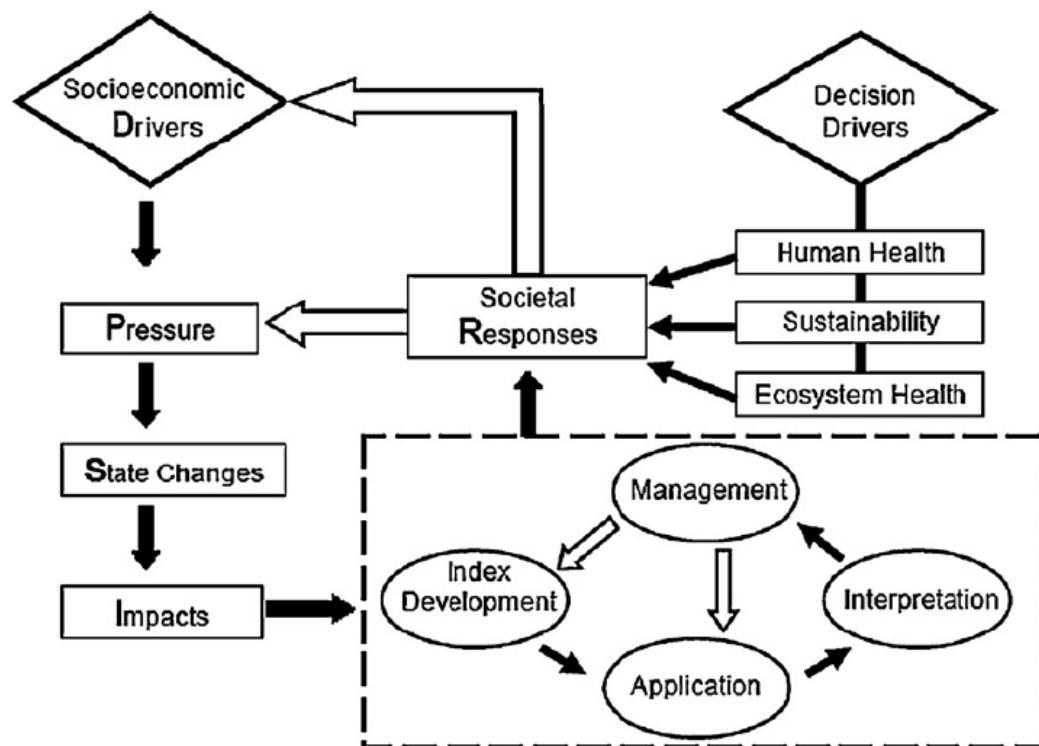 Socioeconomic
Drivers
Decision
Drivers
Human Health
Societal
Responses
Pressure
Sustainability
Ecosystem Health
State Changes
Management
Index
Development
Interpretation
Impacts
Application